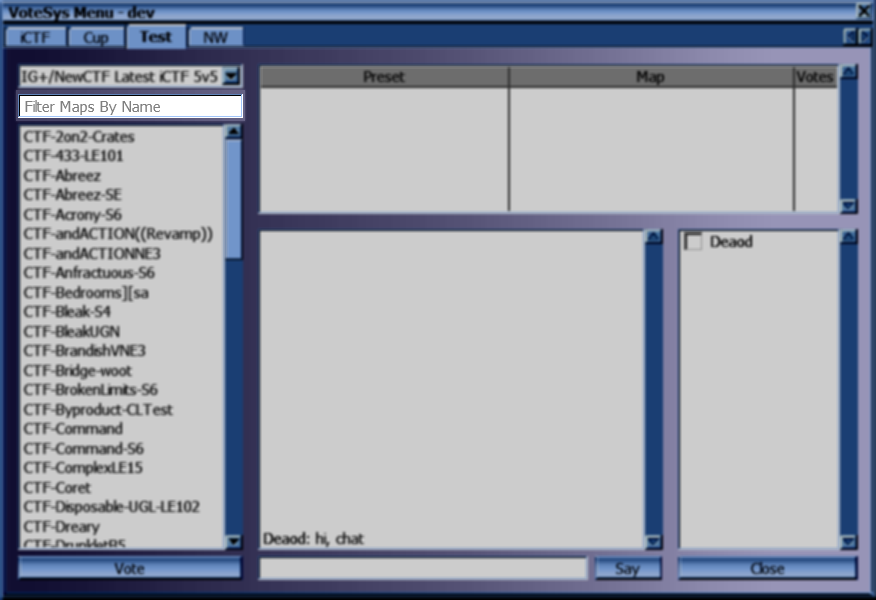 VoteSys Menu - dev
iCTF
Cup
Test
NW
IG+/NewCTF Latest iCTF 5v5
Filter Maps By Name
CTF-2on2-Crates
CTF-433-LE101
CTF-Abreez
CTF-Abreez-SE
CTF-Acrony-S6
CTF-andACTION((Revamp))
CTF-andACTIONNE3
CTF-Anfractuous-S6
CTF-Bedrooms][sa
CTF-Bleak-S4
CTF-BleakUGN
CTF-BrandishVNE3
CTF-Bridge-woot
CTF-BrokenLimits-S6
CTF-Byproduct-CLTest
CTF-Command
CTF-Command-S6
CTF-ComplexLE15
CTF-Coret
CTF-Disposable-UGL-LE102
CTF-Dreary
Vote
Preset
Map
Votes
Deaod: hi, chat
Say
Deaod
Close